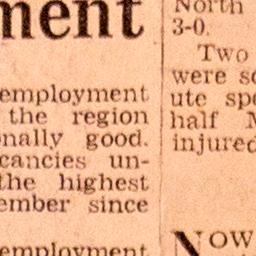 ment
employment
the region
nally good.
cancies un-
the highest
ember since
employment
North
3-0.
Two
were sc
ute spe
half M
injured
NOW